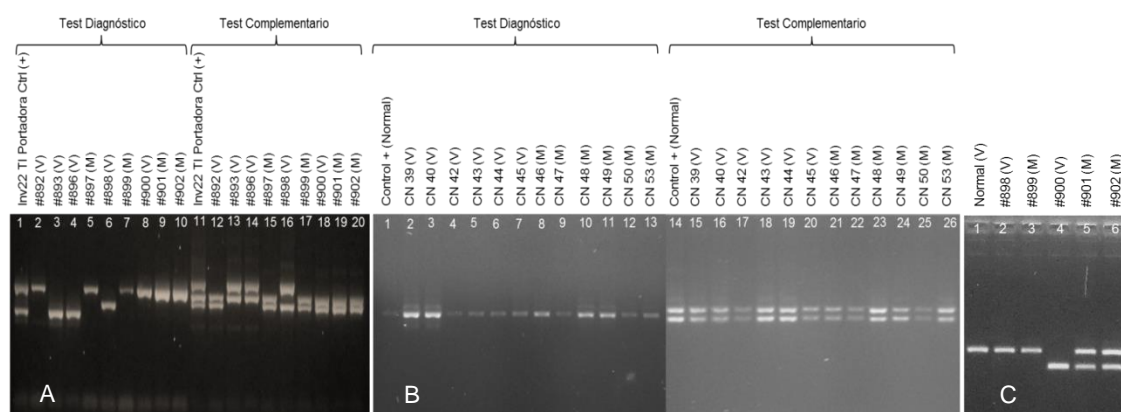 Test Diagnóstico
Test Complementario
Test Diagnóstico
Test Complementario
Inv22 TI Portadora Ctrl (+)
#892 (V)
#893 (V)
#896 (V)
#897 (M)
#898 (V)
#899 (M)
#900 (V)
#901 (M)
#902 (M)
Inv22 TI Portadora Ctrl (+)
#892 (V)
#893 (V)
#896 (V)
#897 (M)
#898 (V)
#899 (M)
#900 (V)
#901 (M)
#902 (M)
Control + (Normal)
CN 39 (V)
CN 40 (V)
CN 42 (V)
CN 43 (V)
CN 44 (V)
CN 45 (V)
CN 46 (M)
CN 47 (M)
CN 48 (M)
CN 49 (M)
CN 50 (M)
CN 53 (M)
Control + (Normal)
CN 39 (V)
CN 40 (V)
CN 42 (V)
CN 43 (V)
CN 44 (V)
CN 45 (V)
CN 46 (M)
CN 47 (M)
CN 48 (M)
CN 49 (M)
CN 50 (M)
CN 53 (M)
Normal (V)
#898 (V)
#899 (M)
#900 (V)
#901 (M)
#902 (M)
1 2 3 4 5 6 7 8 9 10 11 12 13 14 15 16 17 18 19 20
1 2 3 4 5 6 7 8 9 10 11 12 13 14 15 16 17 18 19 20 21 22 23 24 25 26
1 2 3 4 5 6
A
B
C